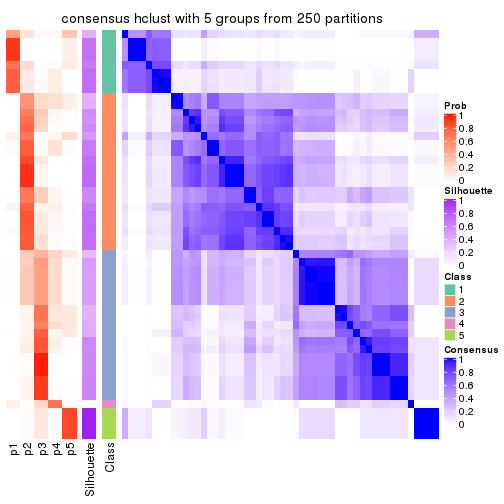 consensus hclust with 5 groups from 250 partitions
Prob
1
0.8
0.6
0.4
0.2
0
Silhouette
1
0.8
0.6
0.4
0.2
0
Class
1
2
3
4
5
Consensus
1
0.8
0.6
0.4
0.2
0
p1
p2
p3
p4
p5
Silhouette
Class